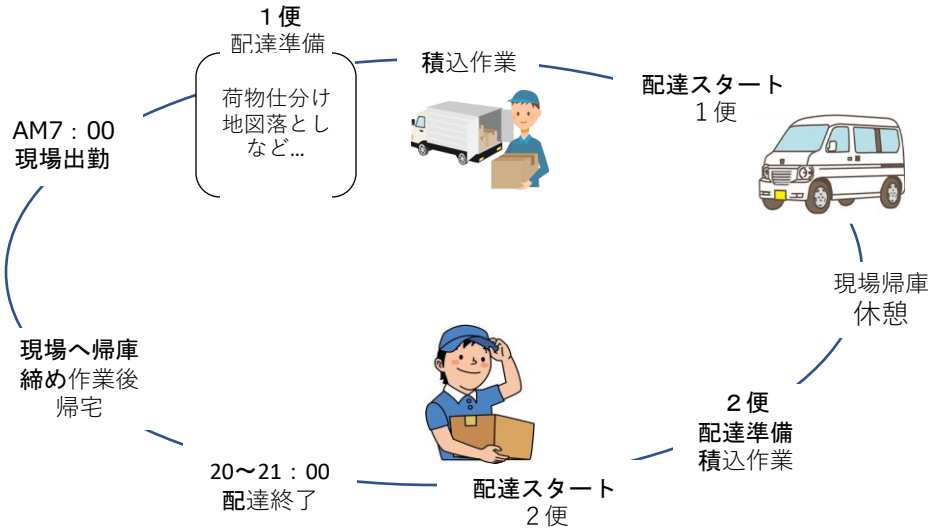 AM7：00
現場出勤
１便
配達準備
荷物仕分け
地図落とし
など...
積込作業
配達スタート
１便
現場帰庫
休憩
２便
配達準備
積込作業
配達スタート
２便
20～21：00
配達終了
現場へ帰庫
締め作業後
帰宅